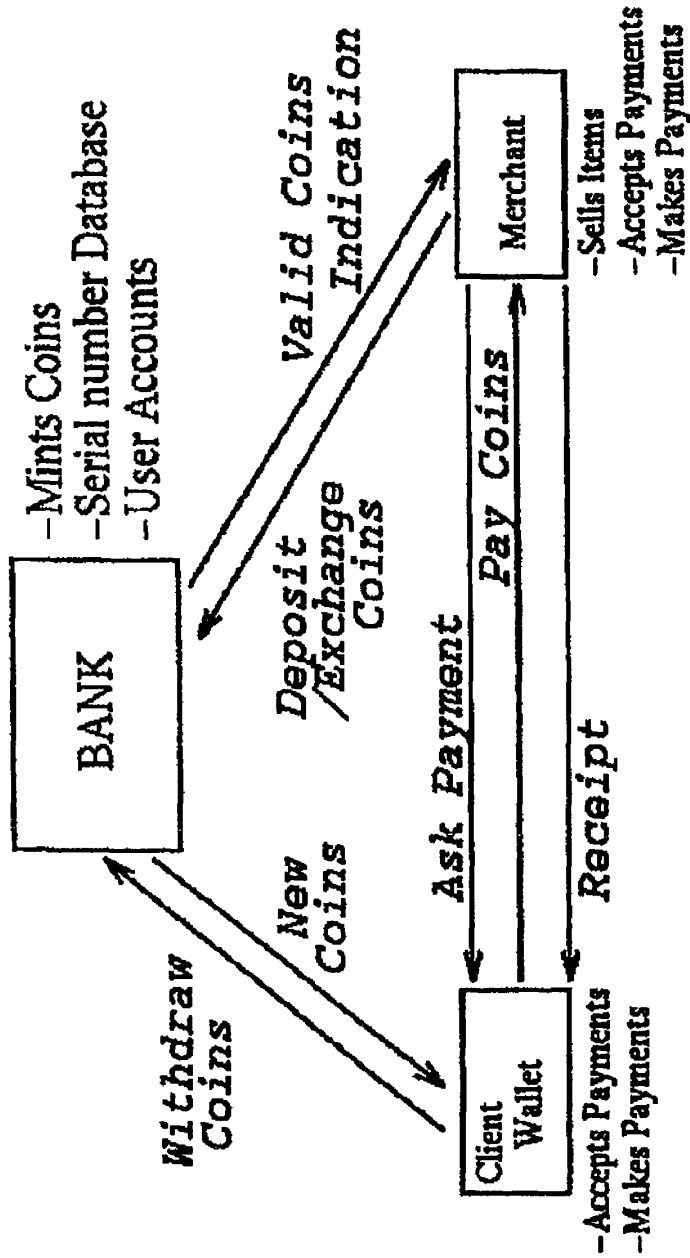 BANK
-Mints Coins
-Serial number Database
-User Accounts
Withdraw
Coins
New
Coins
Deposit
/Exchange
Coins
Valid Coins
Indication
Client
Wallet
-Accepts Payments
-Makes Payments
Ask Payment
Pay Coins
Receipt
Merchant
-Sells Items
-Accepts Payments
-Makes Payments